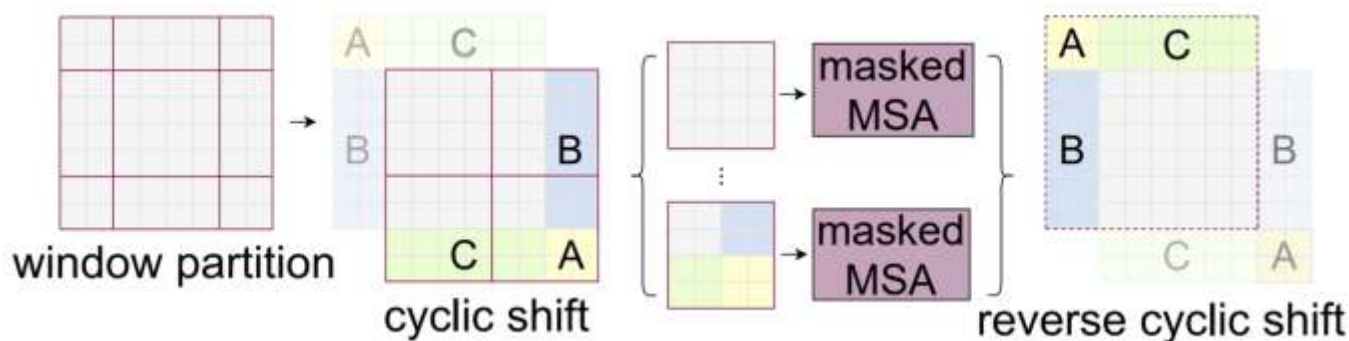 A C
B
B
C A
window partition
cyclic shift
masked
MSA
masked
MSA
A C
B B
C A
reverse cyclic shift